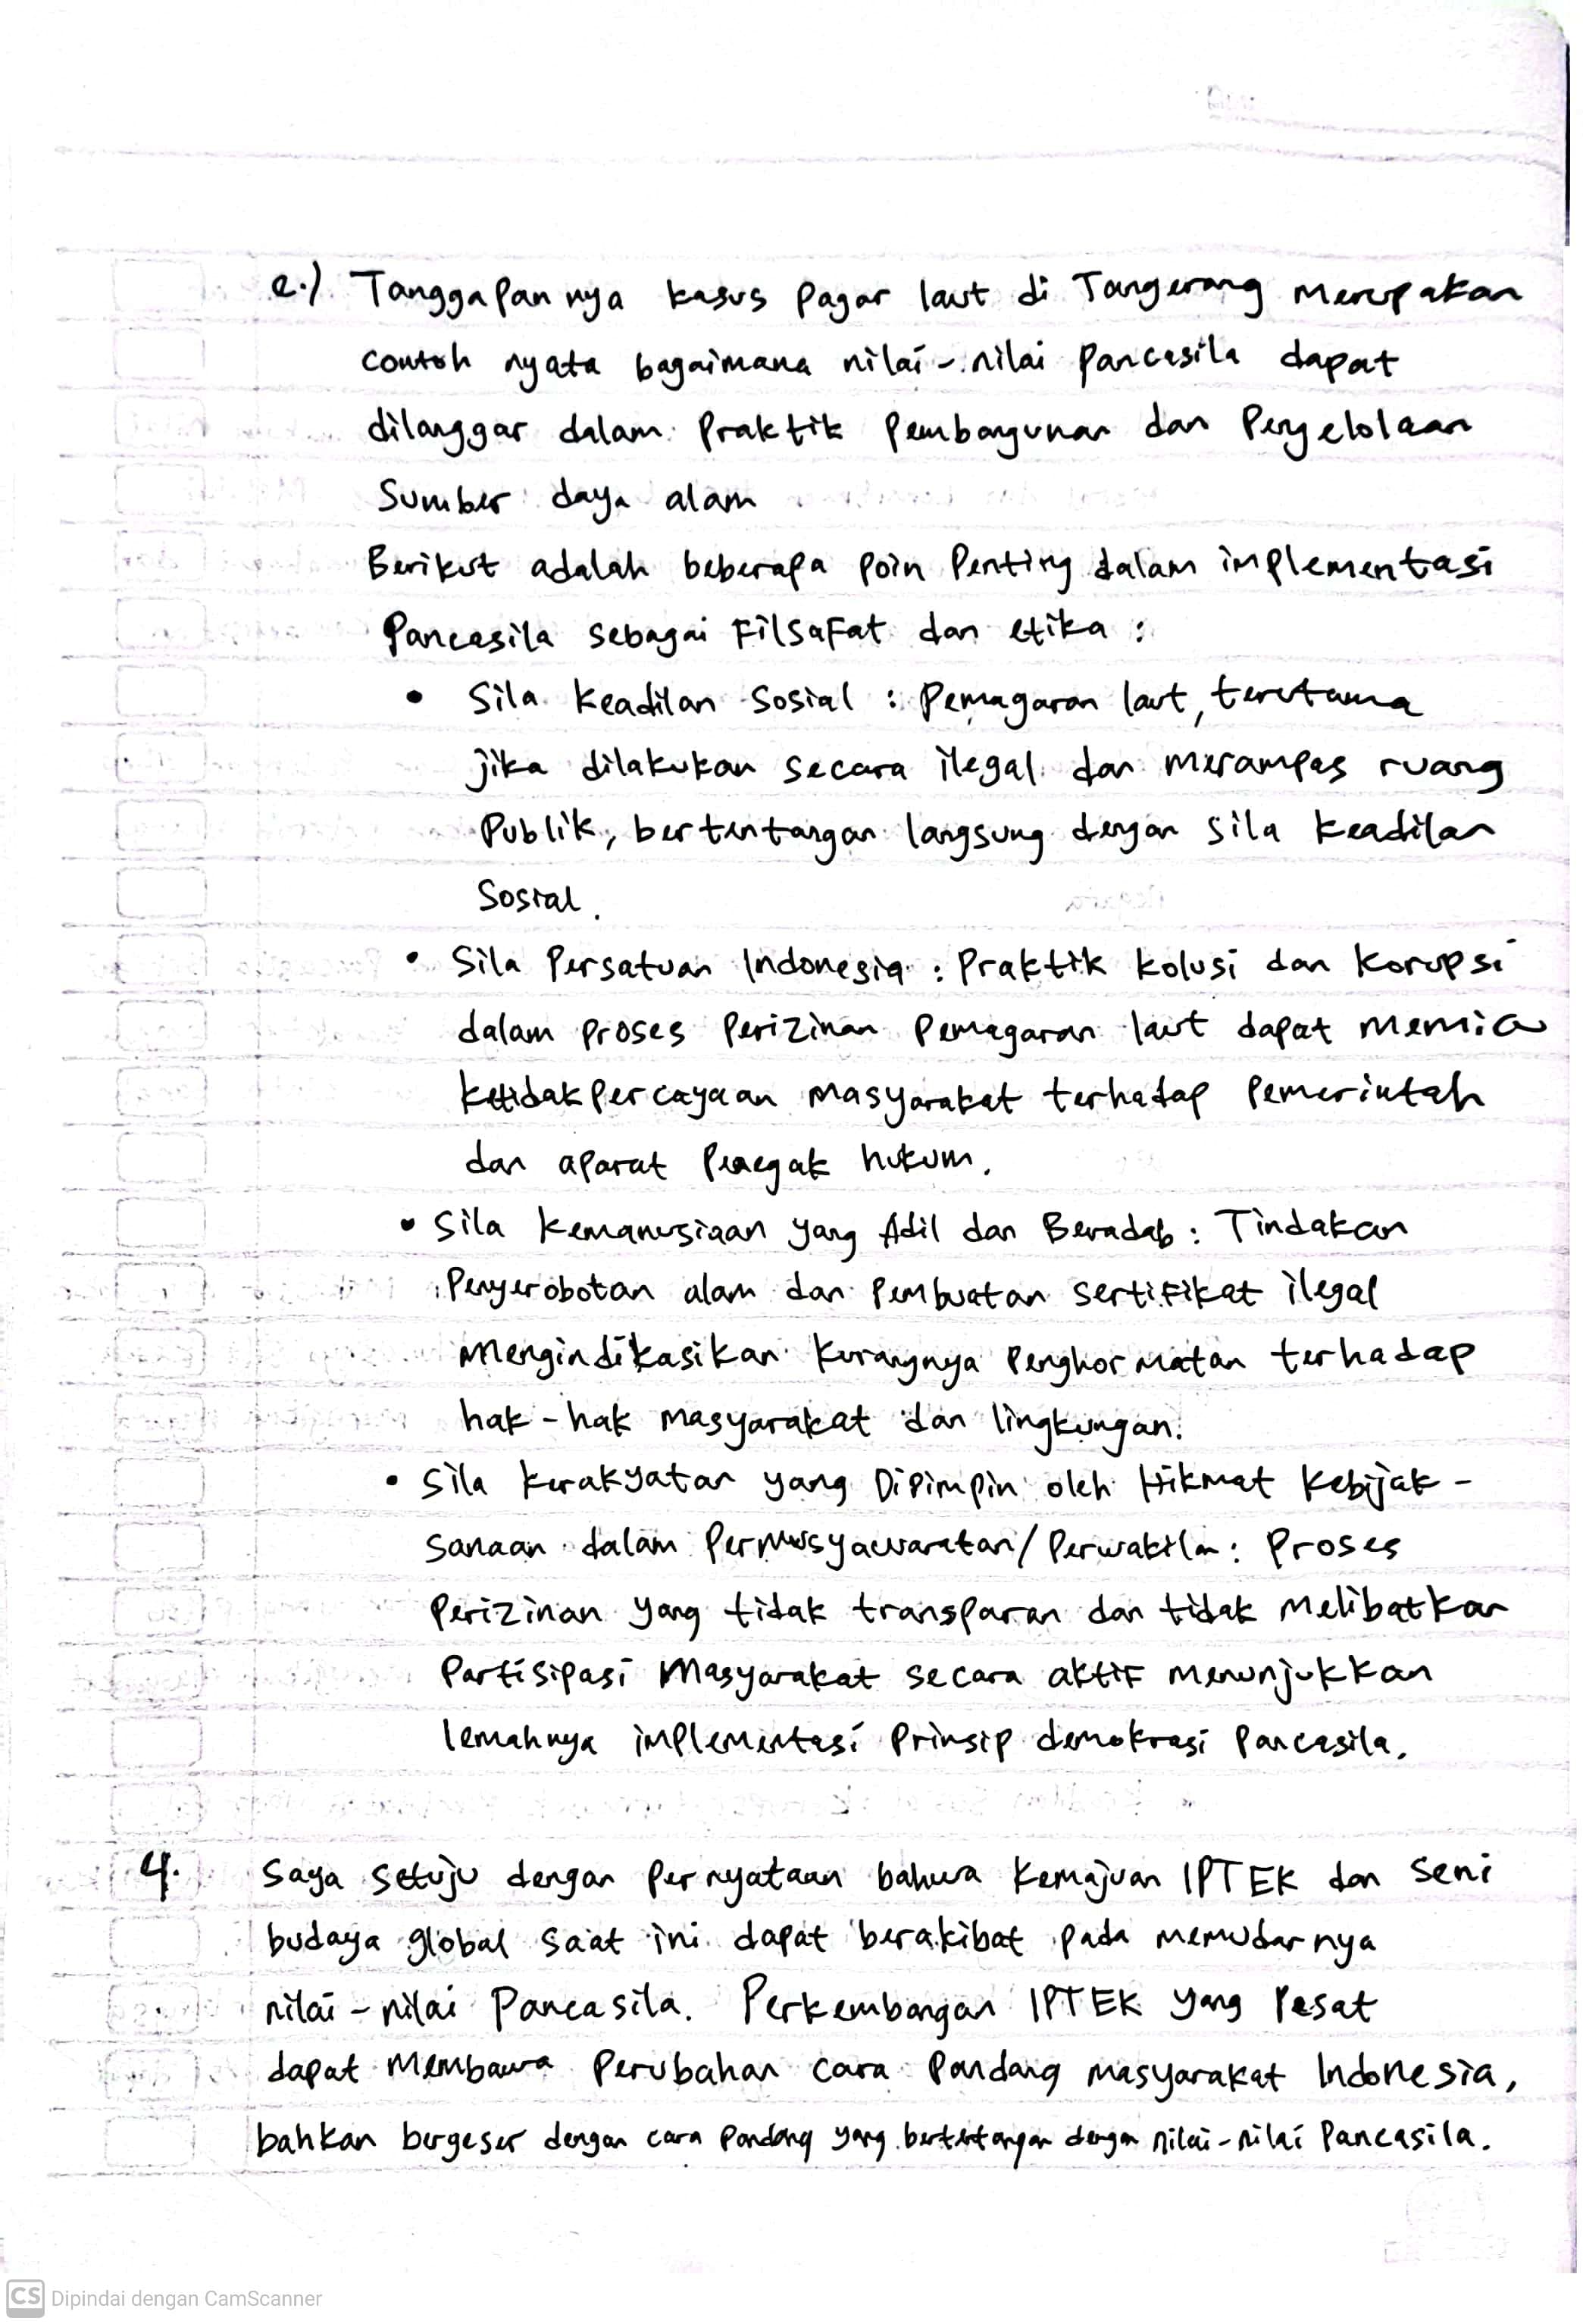 e.) Tanggapannya kasus pagar laut di Tangerang merupakan
contoh nyata bagaimana nilai-nilai Pancasila dapat
dilanggar dalam praktik pembangunan dan pengelolaan
Sumber daya alam
Berikut adalah beberapa poin penting dalam implementasi
Pancasila sebagai Filsafat dan etika :
• Sila Keadilan Sosial : Pemagaran laut, terutama
jika dilakukan secara ilegal dan merampas ruang
Publik, bertentangan langsung dengan sila Keadilan
Sosial.
• Sila Persatuan Indonesia : Praktik kolusi dan korupsi
dalam proses perizinan pemagaran laut dapat memicu
ketidakpercayaan masyarakat terhadap pemerintah
dan aparat penegak hukum.
• Sila Kemanusiaan yang Adil dan Beradab : Tindakan
Penyerobotan alam dan pembuatan sertifikat ilegal
mengindikasikan kurangnya penghormatan terhadap
hak-hak masyarakat dan lingkungan.
• Sila kerakyatan yang Dipimpin oleh Hikmat Kebijak-
sanaan dalam Permusyawaratan/Perwakilan : Proses
Perizinan yang tidak transparan dan tidak melibatkan
Partisipasi Masyarakat secara aktif menunjukkan
lemahnya implementasi prinsip demokrasi Pancasila.
4. Saya setuju dengan pernyataan bahwa kemajuan IPTEK dan seni
budaya global saat ini dapat berakibat pada memudarnya
nilai-nilai Pancasila. Perkembangan IPTEK yang pesat
dapat membawa perubahan cara pandang masyarakat Indonesia,
bahkan bergeser dengan cara pandang yang bertentangan dengan nilai-nilai Pancasila.
CS Dipindai dengan CamScanner